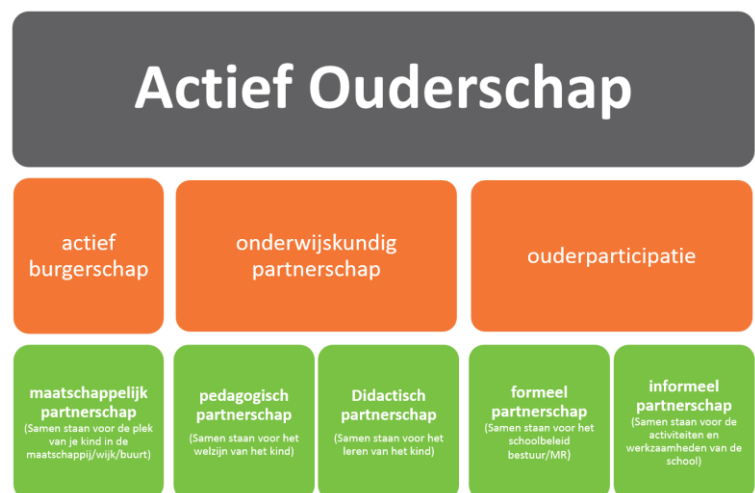 Actief Ouderschap
actief
burgerschap
onderwijskundig
partnerschap
ouderparticipatie
maatschappelijk
partnerschap
(Samen staan voor de plek
van je kind in de
maatschappij/wijk/buurt)
pedagogisch
partnerschap
(Samen staan voor het
welzijn van het kind)
Didactisch
partnerschap
(Samen staan voor het
leren van het kind)
formeel
partnerschap
(Samen staan voor het
schoolbeleid
bestuur/MR)
informeel
partnerschap
(Samen staan voor de
activiteiten en
werkzaamheden van de
school)